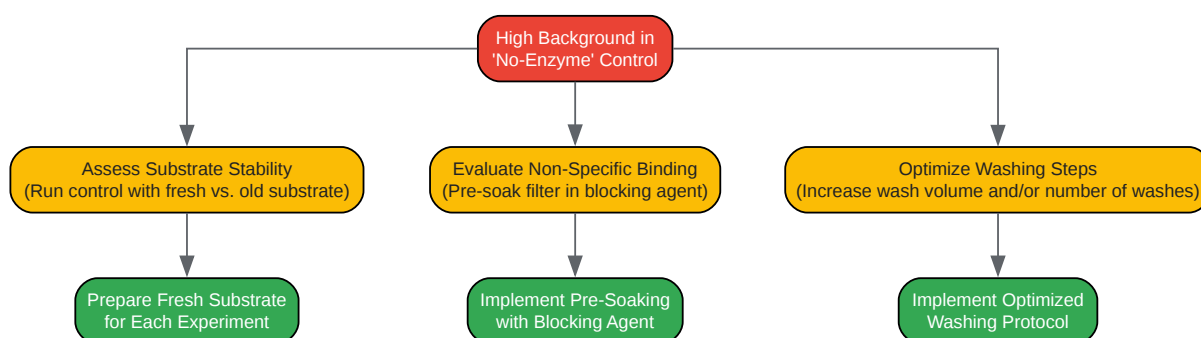 High Background in
'No-Enzyme' Control
Assess Substrate Stability
(Run control with fresh vs. old substrate)
Evaluate Non-Specific Binding
(Pre-soak filter in blocking agent)
Optimize Washing Steps
(Increase wash volume and/or number of washes)
Prepare Fresh Substrate
for Each Experiment
Implement Pre-Soaking
with Blocking Agent
Implement Optimized
Washing Protocol